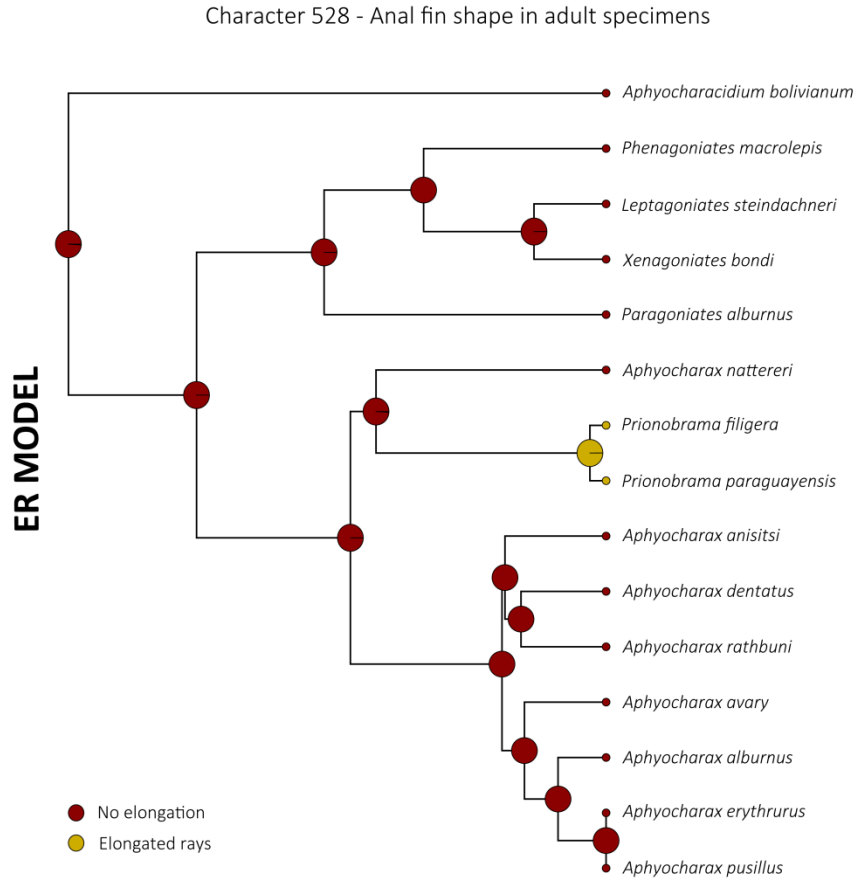 Character 528 - Anal fin shape in adult specimens
Aphyocharacidium bolivianum
Phenagoniates macrolepis
Leptagoniates steindachneri
Xenagoniates bondi
Paragoniates alburnus
Aphyocharax nattereri
Prionobrama filigera
Prionobrama paraguayensis
Aphyocharax anisitsi
Aphyocharax dentatus
Aphyocharax rathbuni
Aphyocharax avary
Aphyocharax alburnus
Aphyocharax erythrurus
Aphyocharax pusillus
ER MODEL
No elongation
Elongated rays